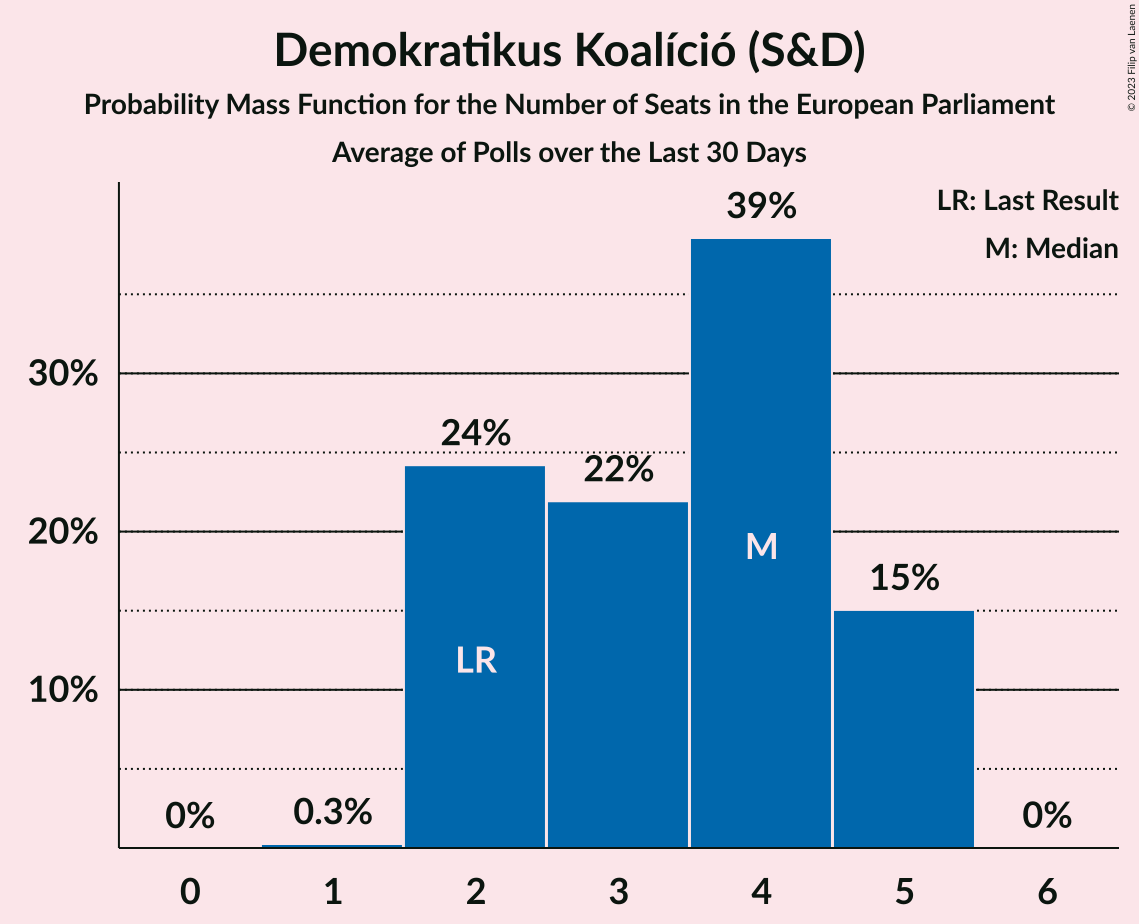 Demokratikus Koalíció (S&D)
Probability Mass Function for the Number of Seats in the European Parliament
Average of Polls over the Last 30 Days
© 2023 Filip van Laenen
LR: Last Result
M: Median
39%
30%
24%
22%
20%
M
15%
LR
10%
0%
0.3%
0%
0 1 2 3 4 5 6